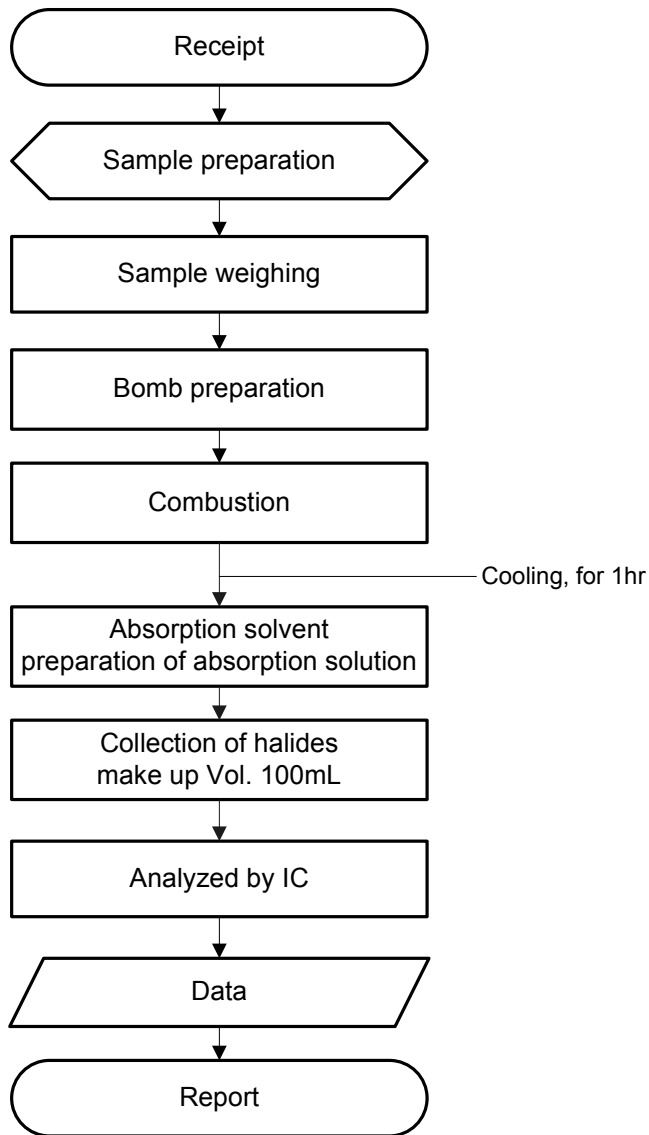 Receipt
Sample preparation
Sample weighing
Bomb preparation
Combustion
Cooling, for 1hr
Absorption solvent
preparation of absorption solution
Collection of halides
make up Vol. 100mL
Analyzed by IC
Data
Report